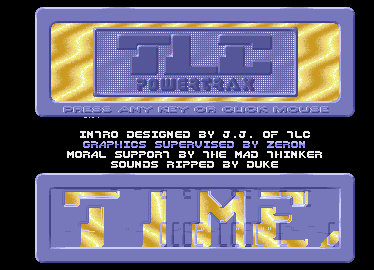 TLC
POWERTRAX
PRESS ANY KEY OR CLICK MOUSE
INTRO DESIGNED BY J.J. OF TLC
GRAPHICS SUPERVISED BY ZERON
MORAL SUPPORT BY THE MAD THINKER
SOUNDS RIPPED BY DUKE
TIME.